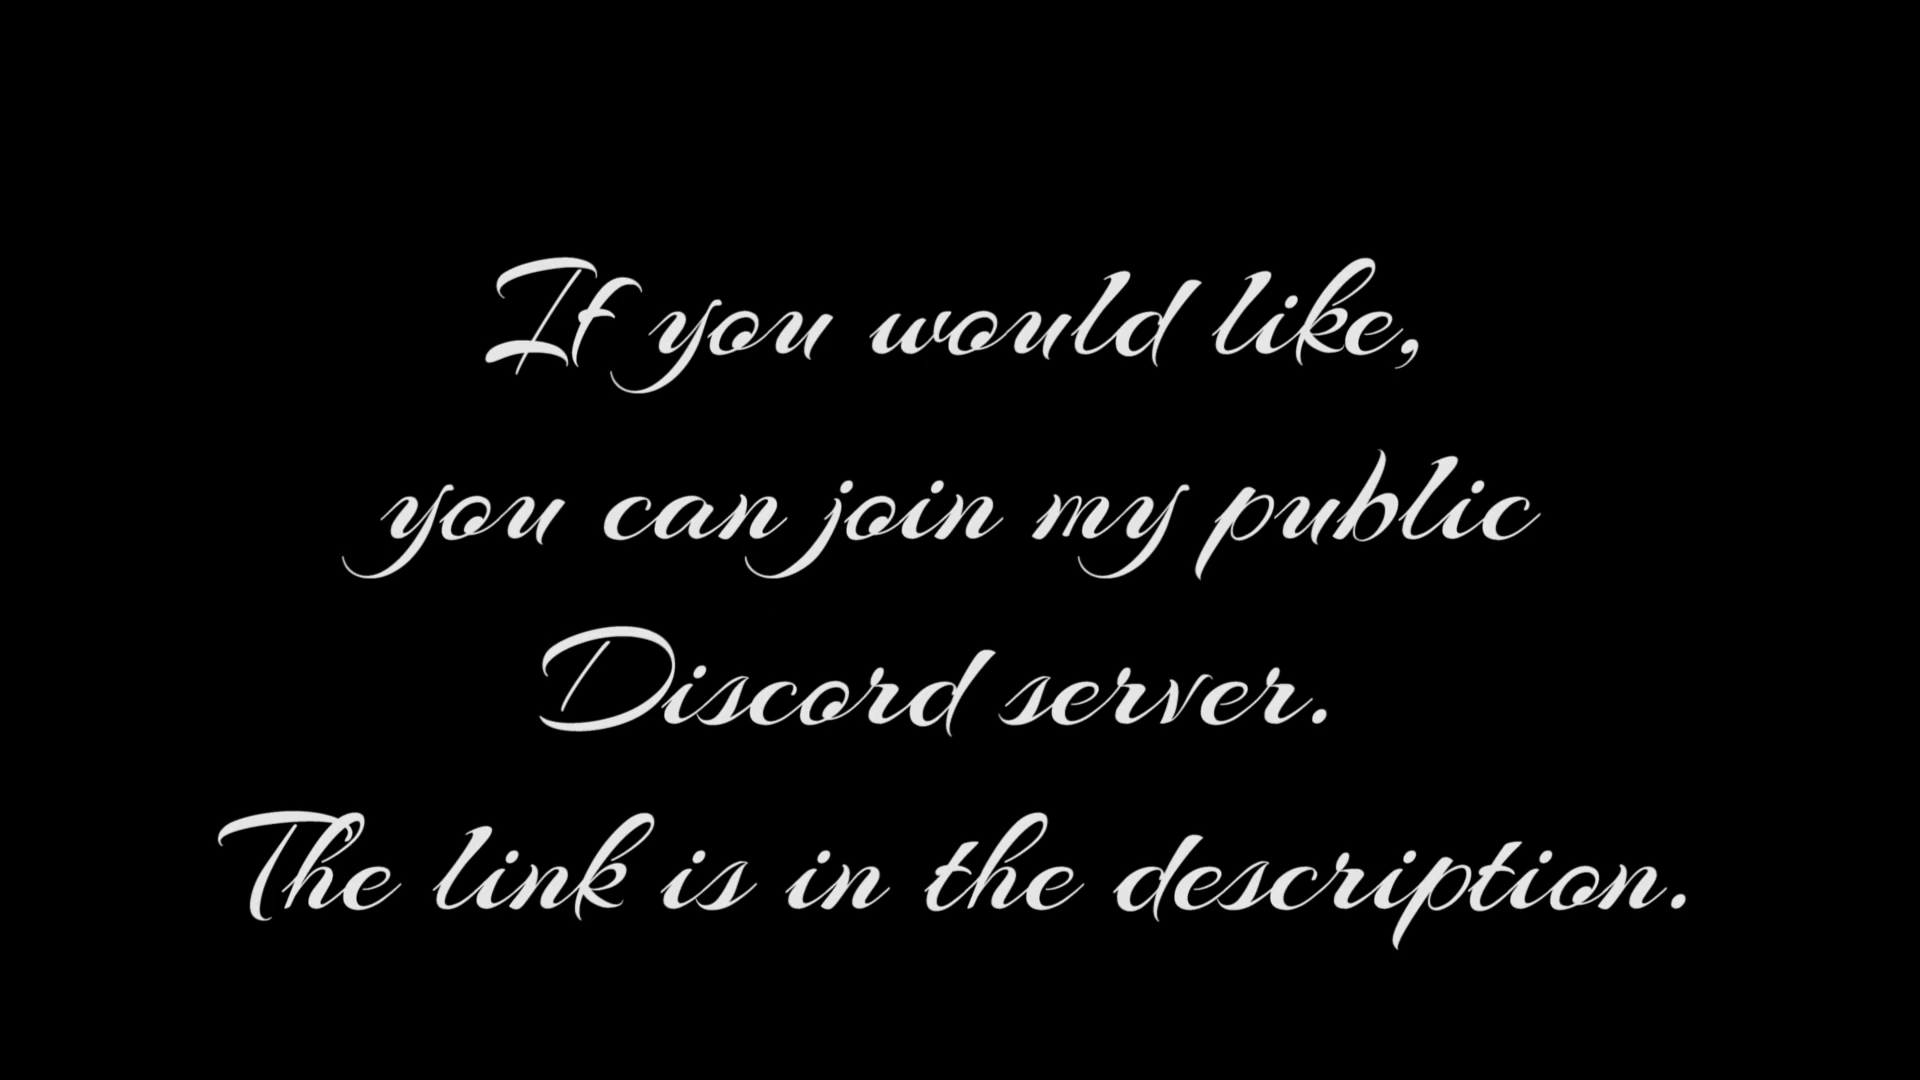 If you would like,
you can join my public
Discord server.
The link is in the description.